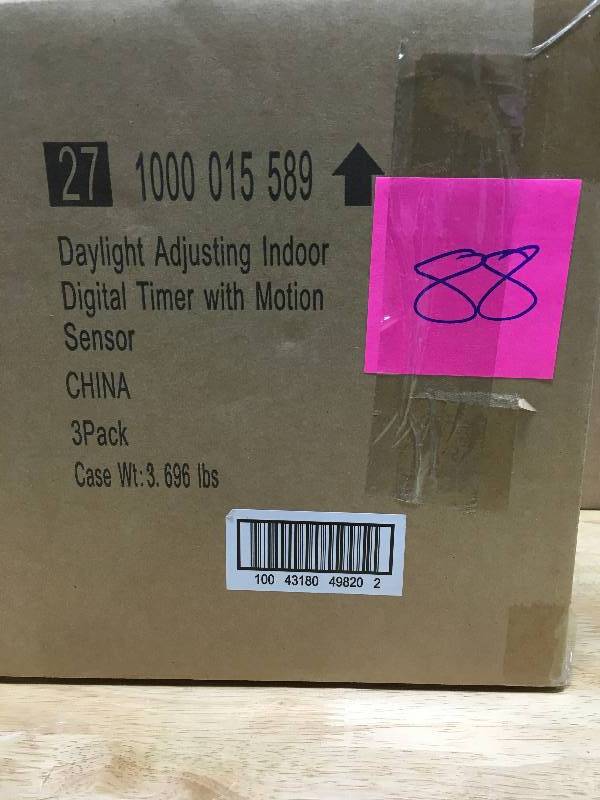 27 1000 015 589
88
Daylight Adjusting Indoor
Digital Timer with Motion
Sensor
CHINA
3Pack
Case Wt:3. 696 lbs
100 43180 49820 2